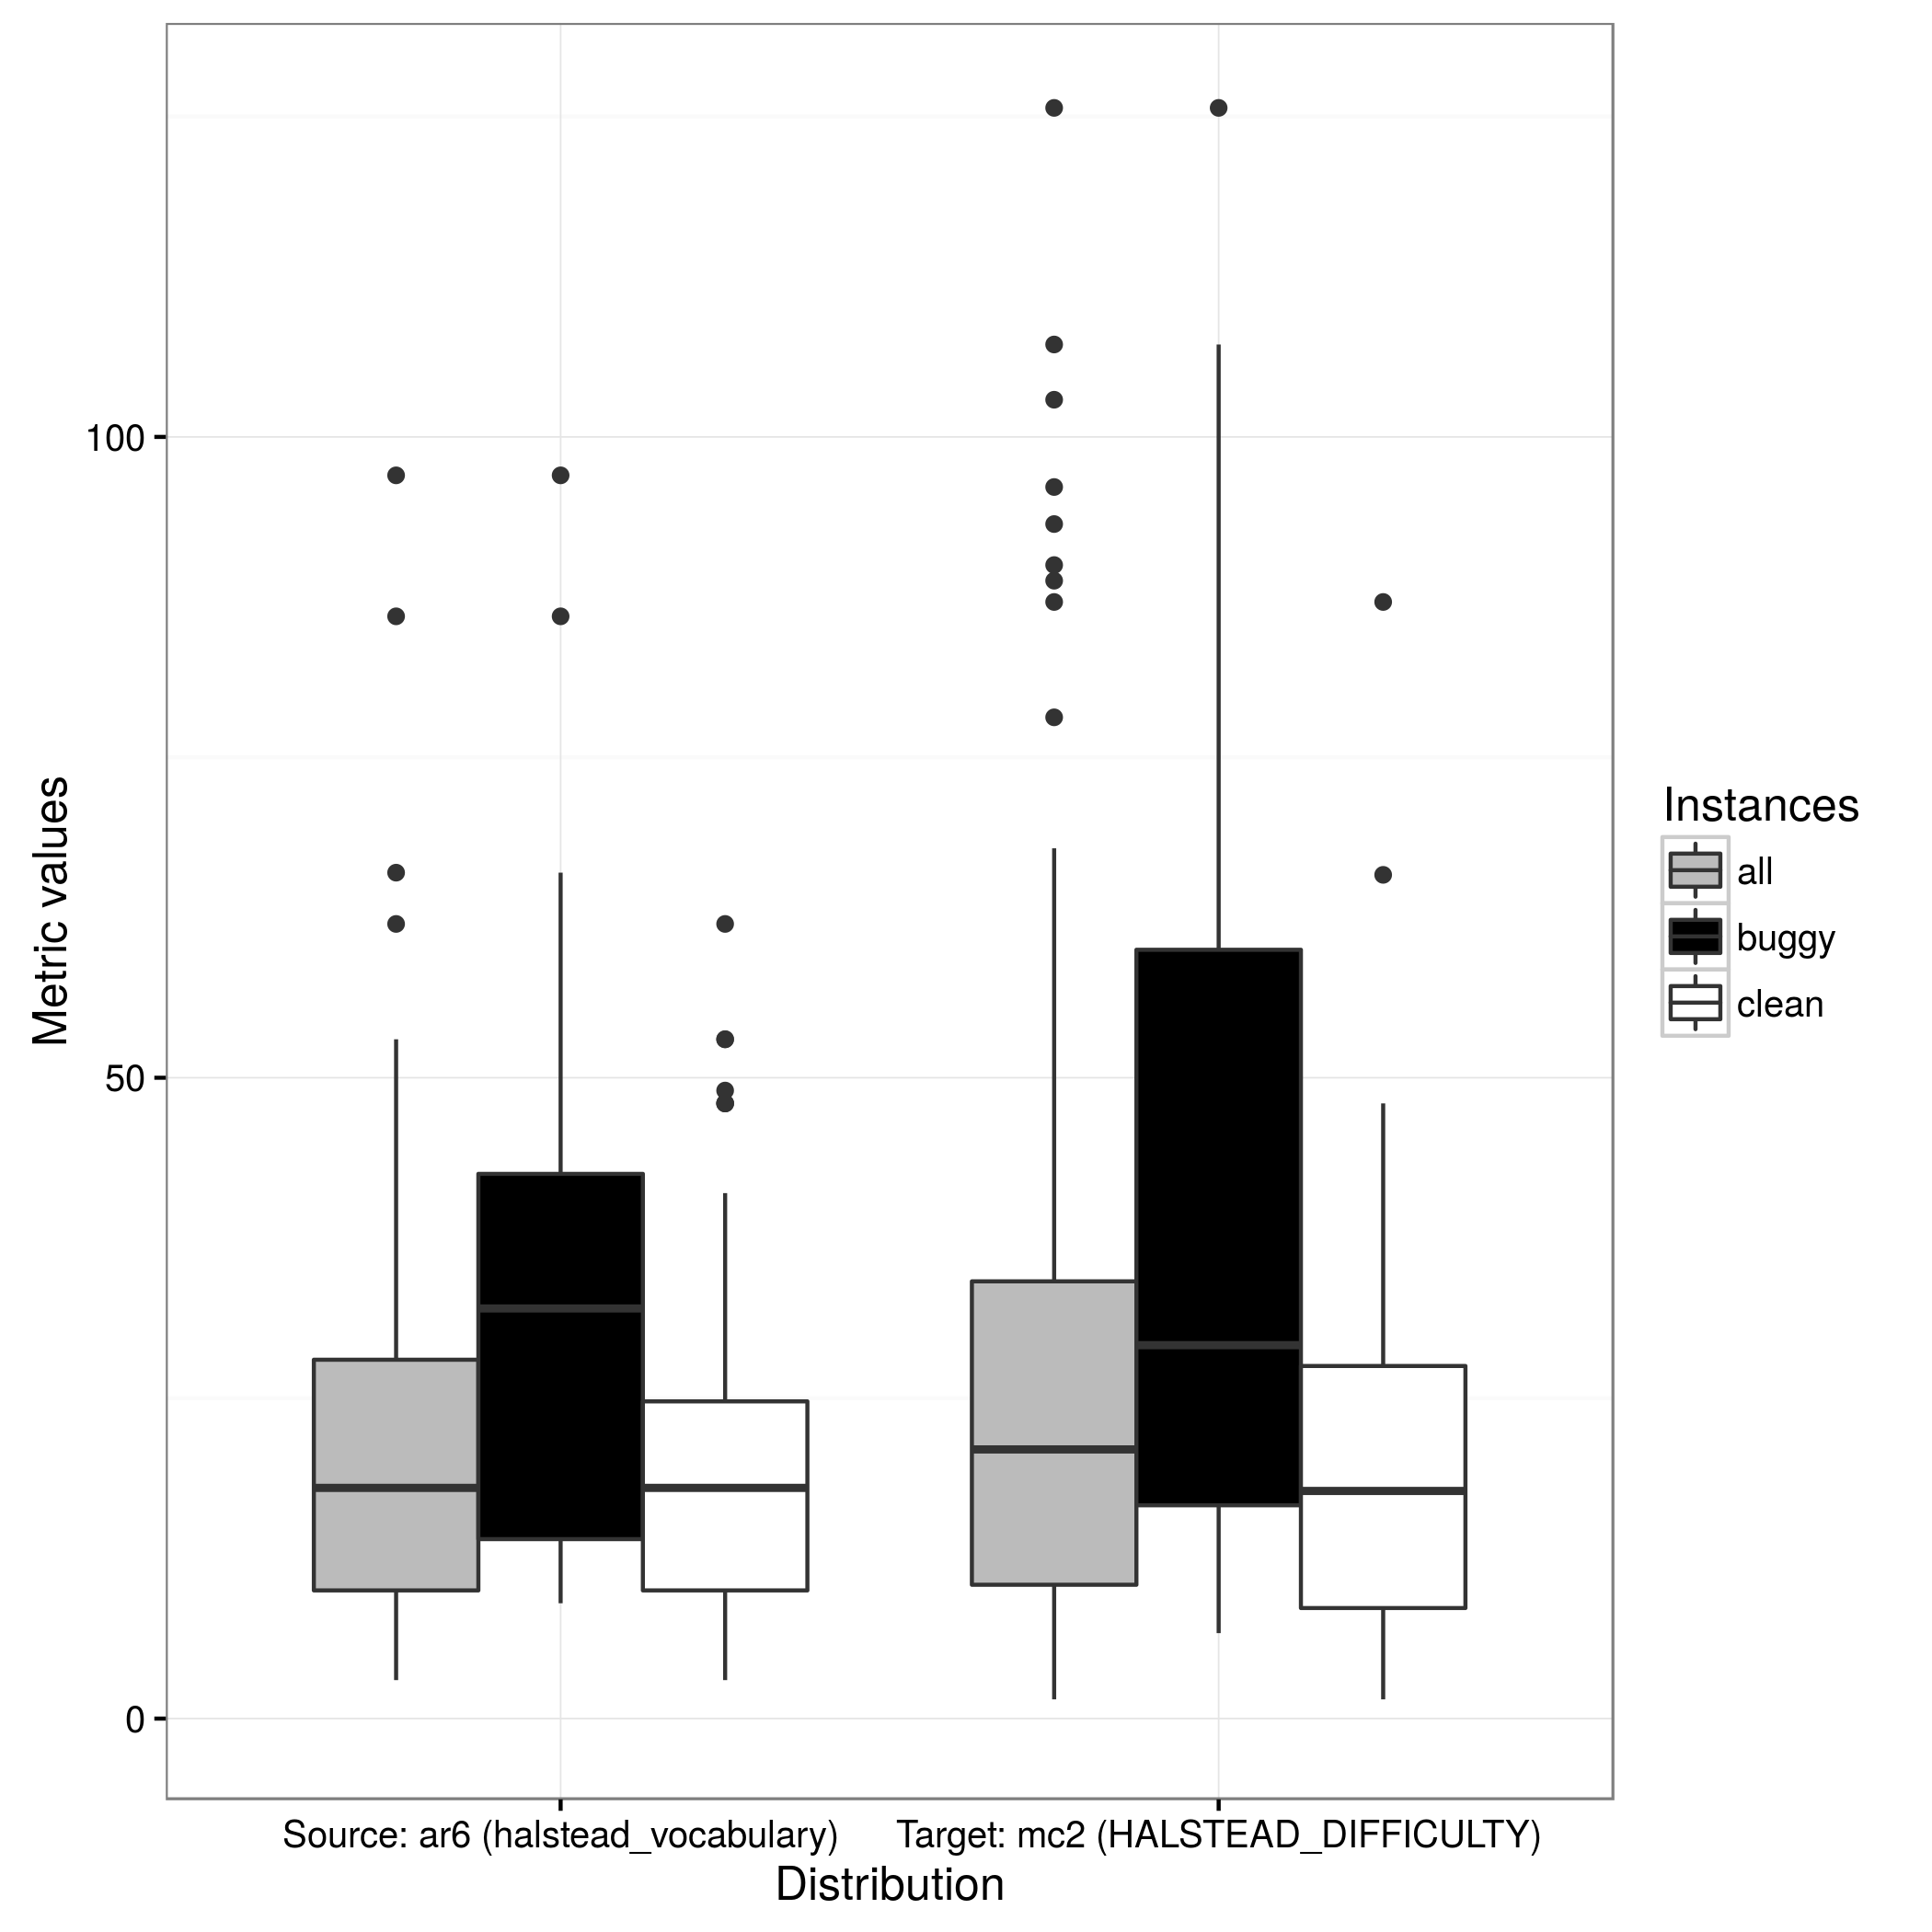 Metric values
100
50
0
Source: ar6 (halstead_vocabulary)
Target: mc2 (HALSTEAD_DIFFICULTY)
Distribution
Instances
all
buggy
clean